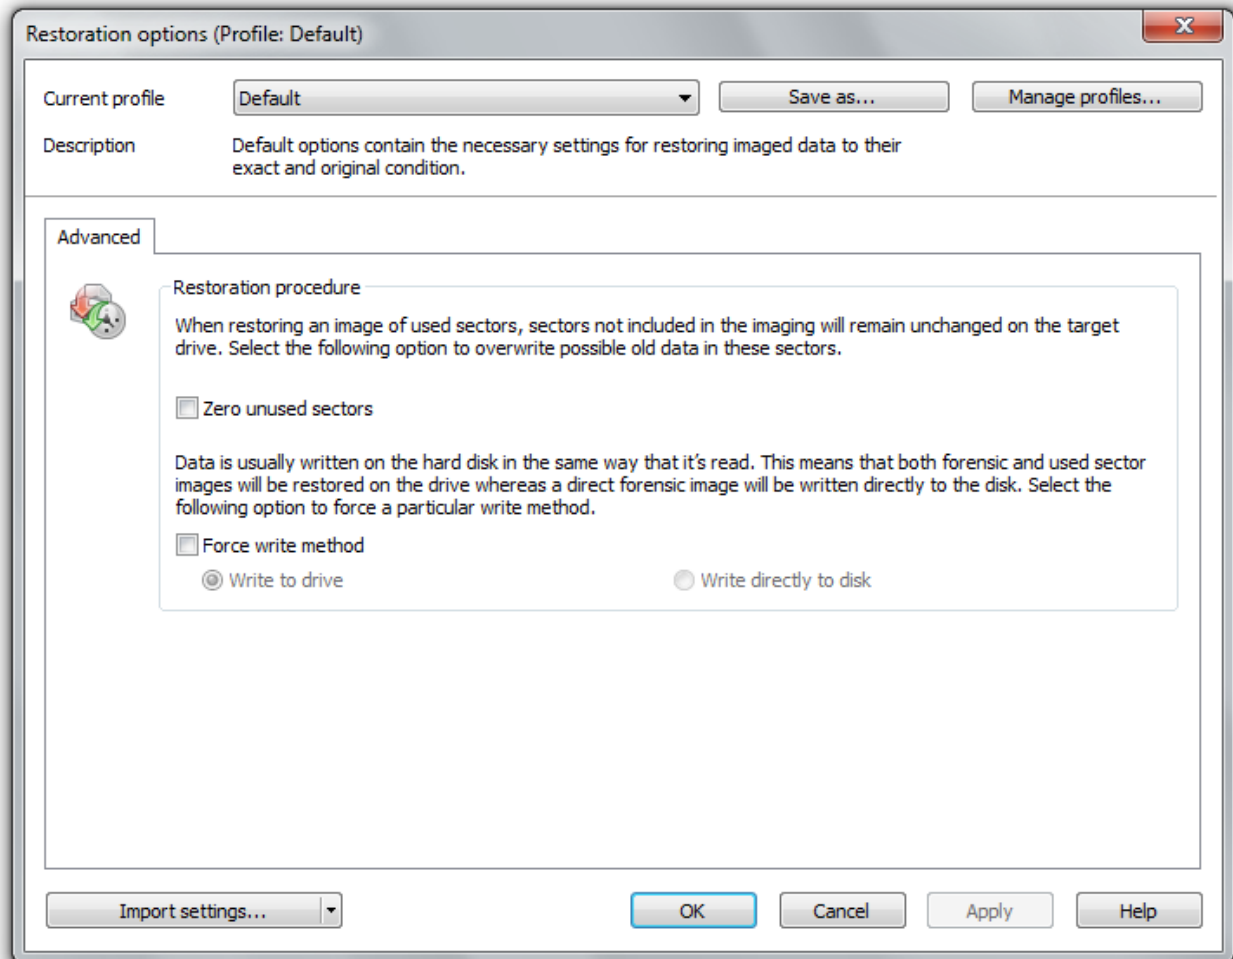 Restoration options (Profile: Default)
Current profile
Default
Save as...
Manage profiles...
Description
Default options contain the necessary settings for restoring imaged data to their
exact and original condition.
Advanced
Restoration procedure
When restoring an image of used sectors, sectors not included in the imaging will remain unchanged on the target
drive. Select the following option to overwrite possible old data in these sectors.
Zero unused sectors
Data is usually written on the hard disk in the same way that it’s read. This means that both forensic and used sector
images will be restored on the drive whereas a direct forensic image will be written directly to the disk. Select the
following option to force a particular write method.
Force write method
Write to drive
Write directly to disk
Import settings...
OK
Cancel
Apply
Help